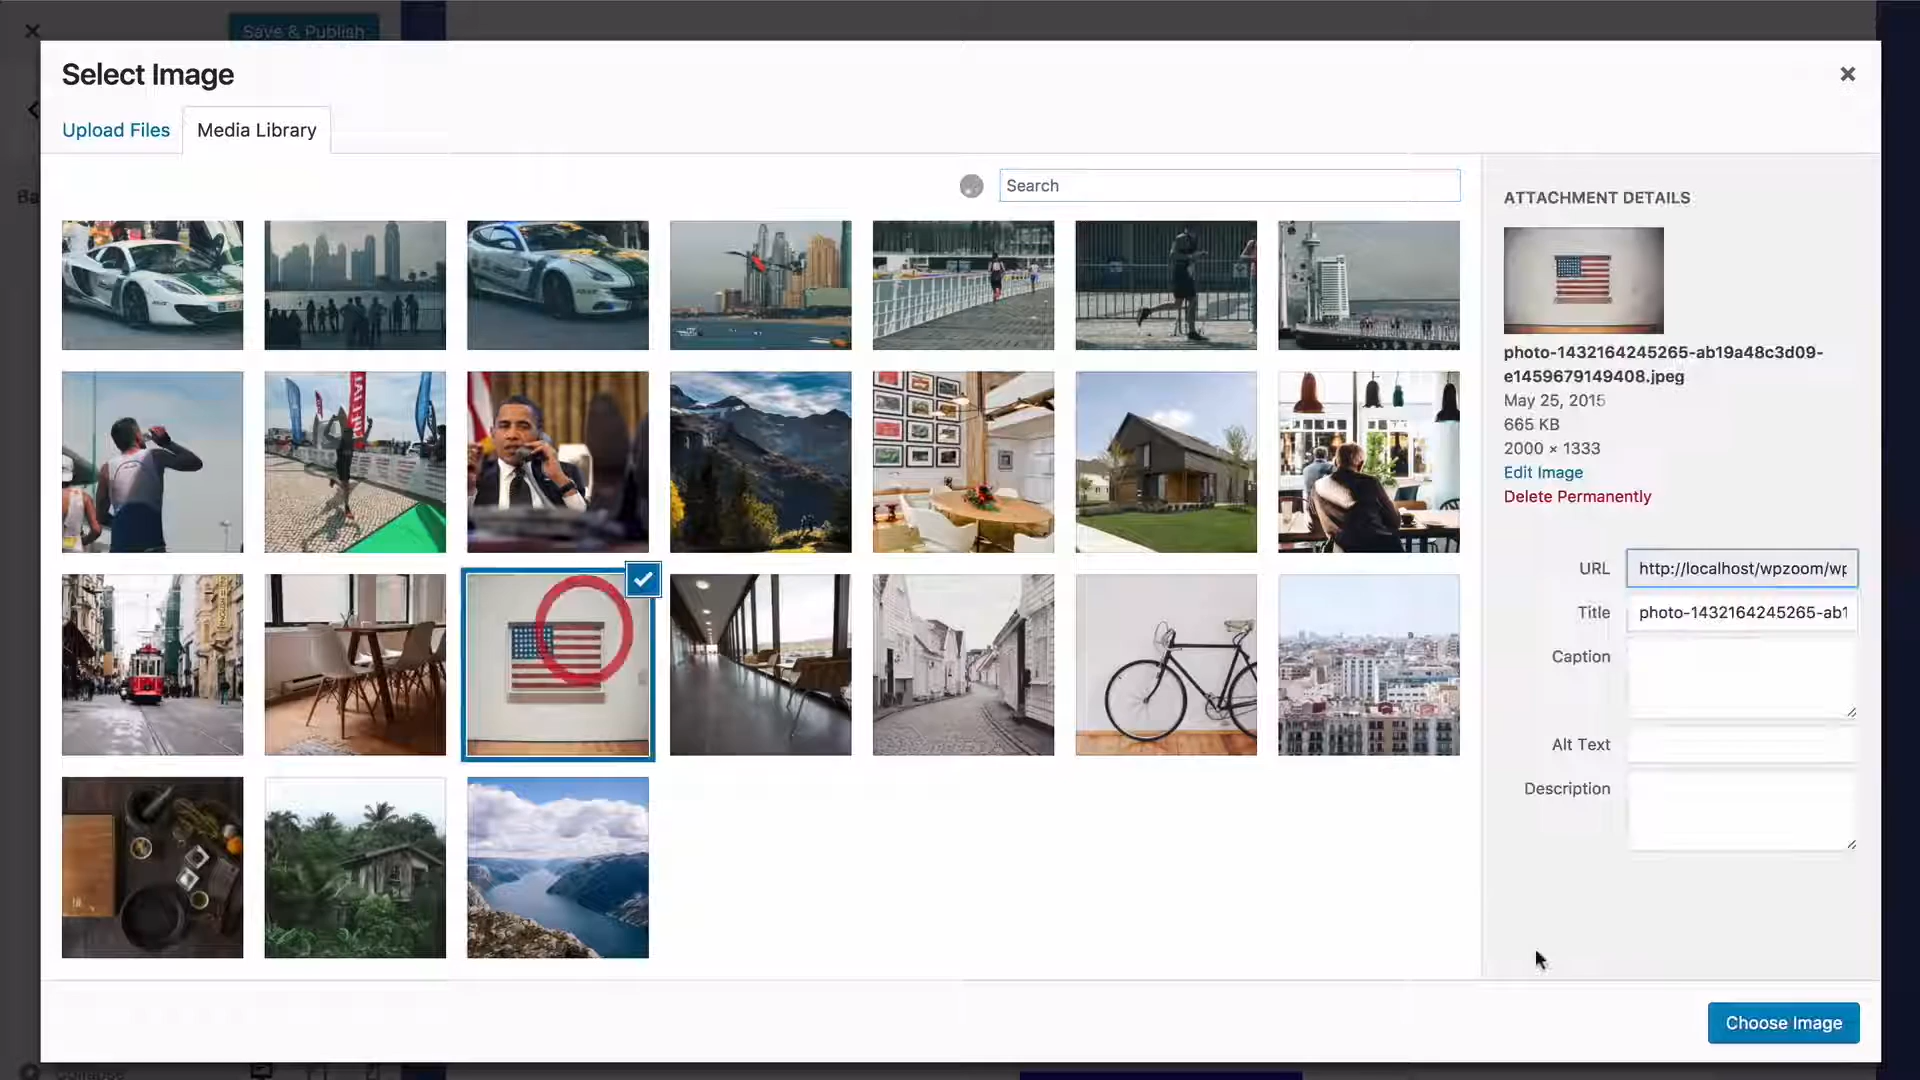 Save & Publish
Select Image
Upload Files
Media Library
Search
ATTACHMENT DETAILS
photo-1432164245265-ab19a48c3d09-
e1459679149408.jpeg
May 25, 2015
665 KB
2000 × 1333
Edit Image
Delete Permanently
URL
http://localhost/wpzoom/wp
Title
photo-1432164245265-ab1
Caption
Alt Text
Description
Choose Image
Collapse